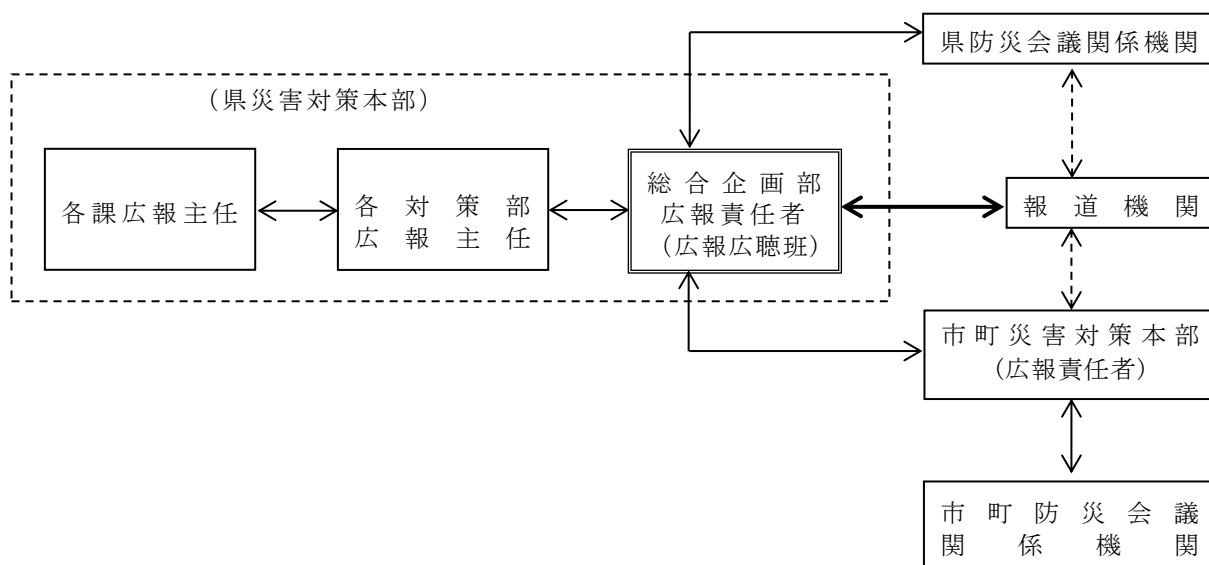 県防災会議関係機関
（県災害対策本部）
各課広報主任
各対策部
広報主任
総合企画部
広報責任者
（広報広聴班）
報道機関
市町災害対策本部
（広報責任者）
市町防災会議
関係機関